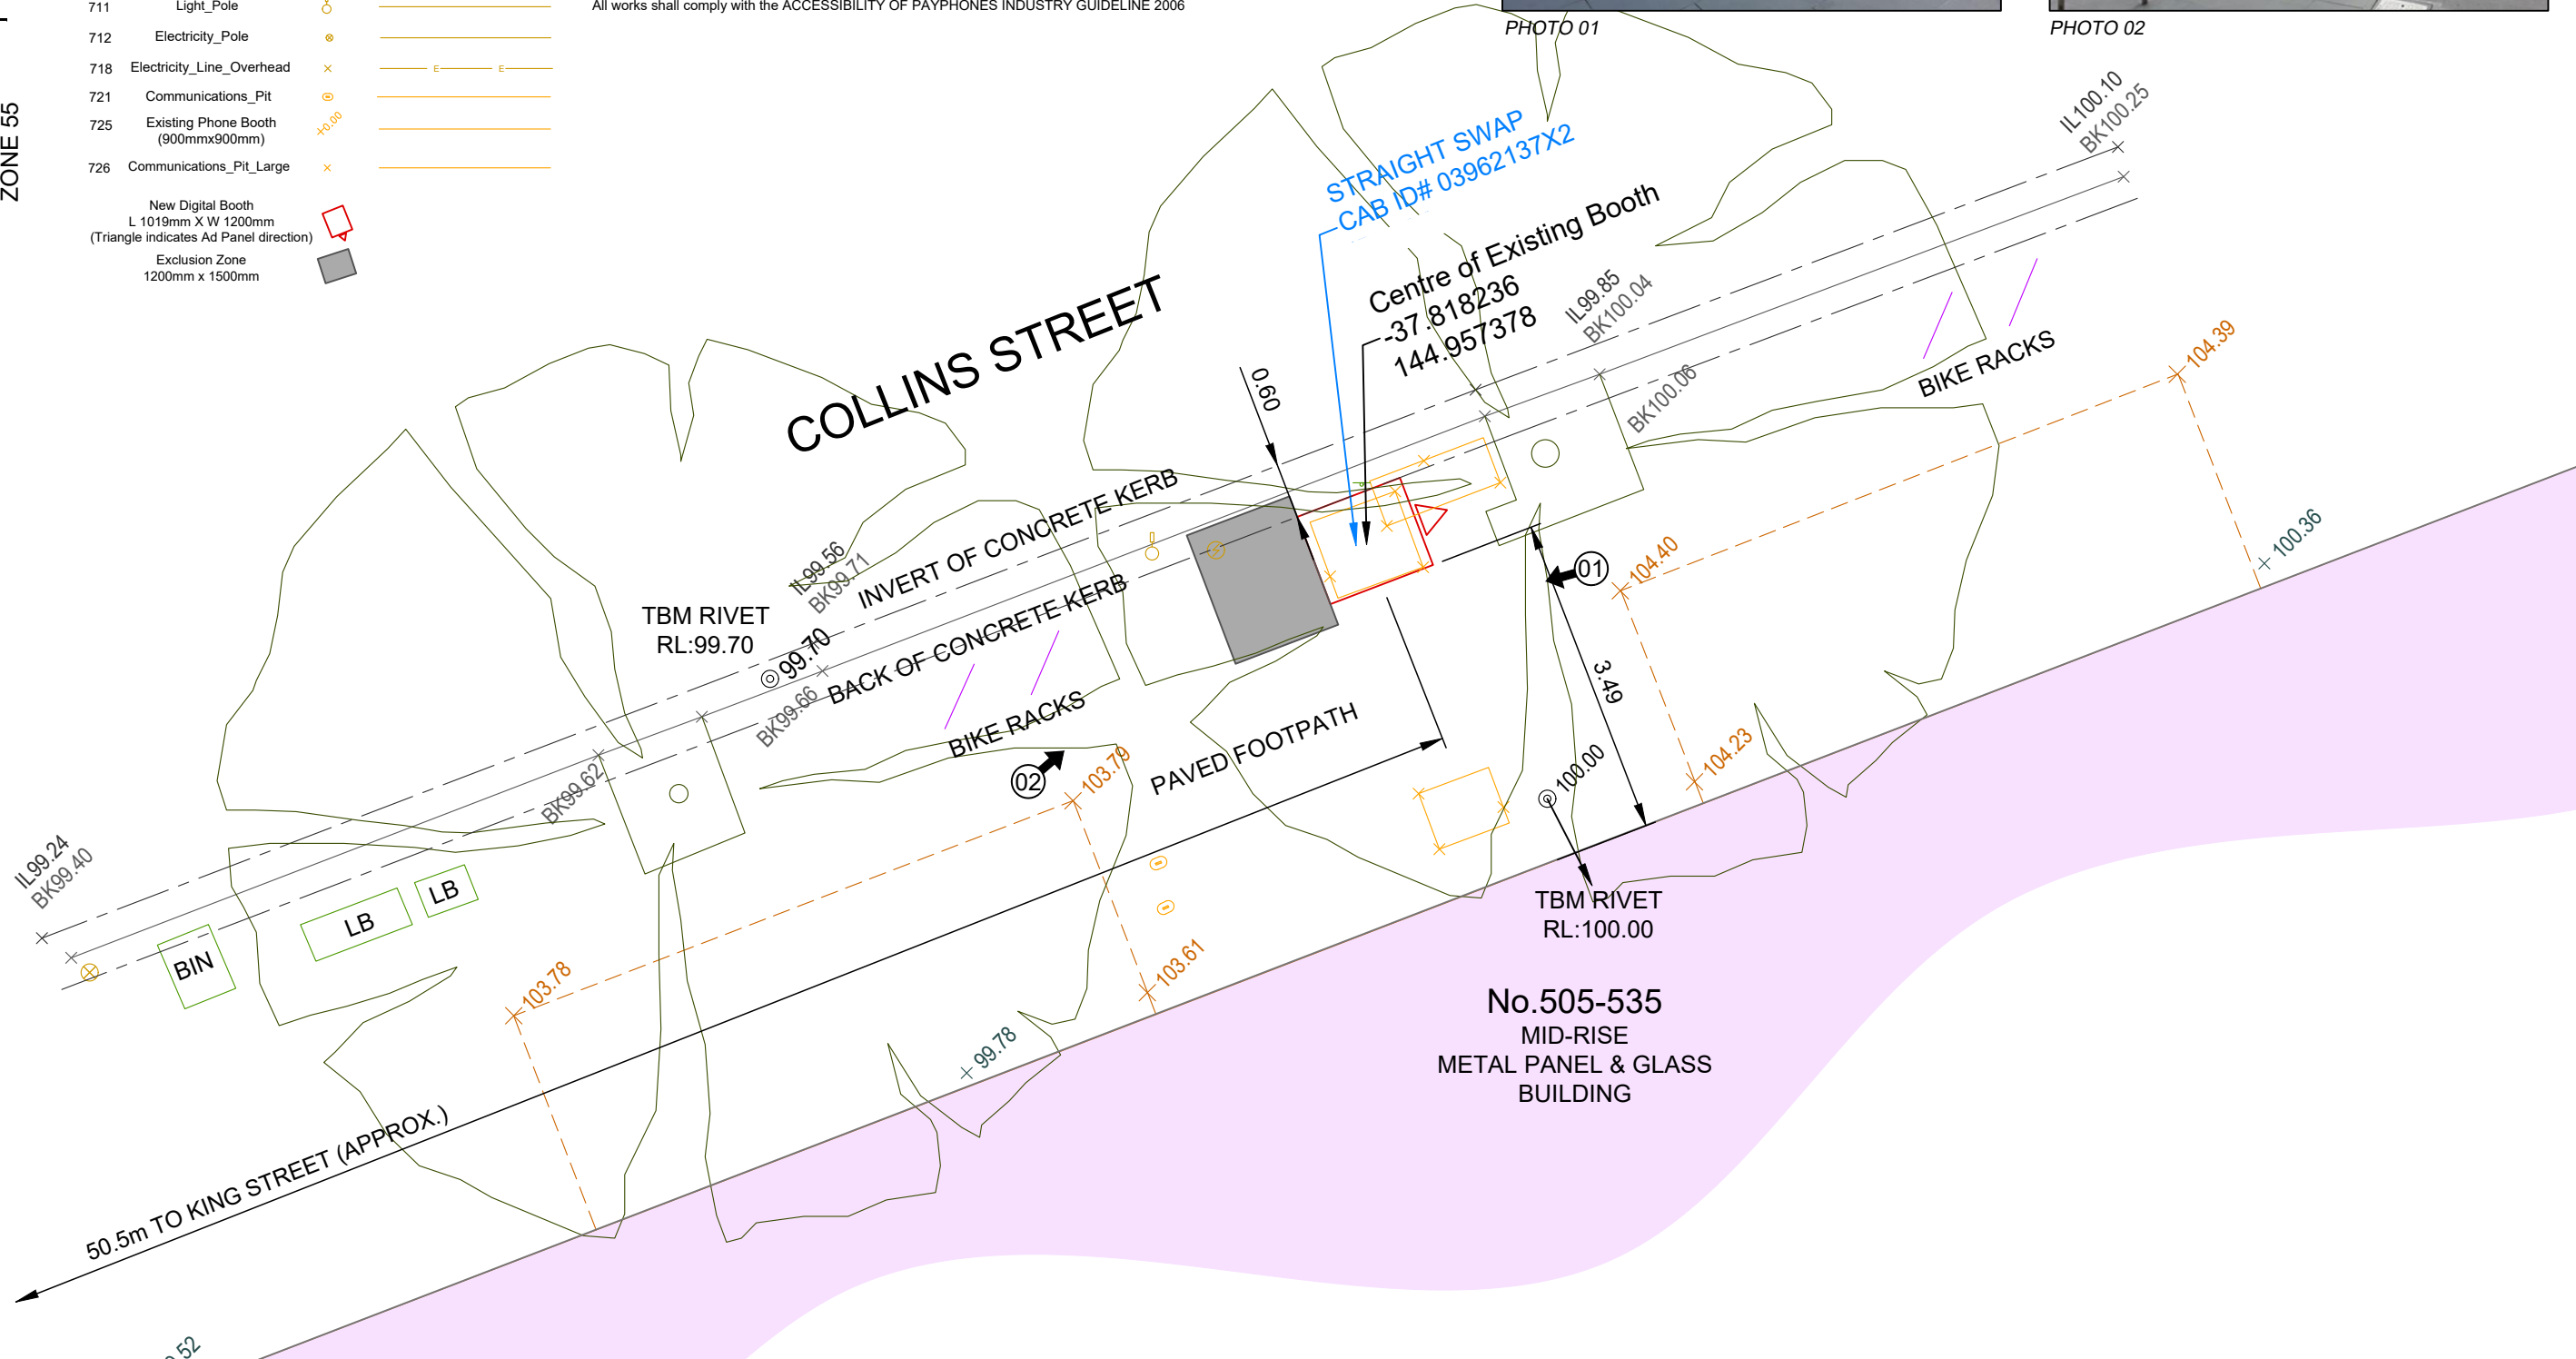 ZONE 55
711 Light_Pole
712 Electricity_Pole
718 Electricity_Line_Overhead
E E
721 Communications_Pit
725 Existing Phone Booth
(900mmx900mm)
+0.00
726 Communications_Pit_Large
New Digital Booth
L 1019mm X W 1200mm
(Triangle indicates Ad Panel direction)
Exclusion Zone
1200mm x 1500mm
All works shall comply with the ACCESSIBILITY OF PAYPHONES INDUSTRY GUIDELINE 2006
PHOTO 01
PHOTO 02
STRAIGHT SWAP
CAB ID# 03962137X2
Centre of Existing Booth
-37.818236
144.957378
IL100.10
BK100.25
IL99.85
BK100.04
BK100.06
BIKE RACKS
104.39
COLLINS STREET
0.60
INVERT OF CONCRETE KERB
BACK OF CONCRETE KERB
IL99.56
BK99.71
TBM RIVET
RL:99.70
99.70
BK99.66
BK99.62
BIKE RACKS
02
01
104.40
100.36
3.49
104.23
PAVED FOOTPATH
103.79
100.00
TBM RIVET
RL:100.00
IL99.24
BK99.40
BIN
LB
LB
103.78
103.61
99.78
No.505-535
MID-RISE
METAL PANEL & GLASS
BUILDING
50.5m TO KING STREET (APPROX.)